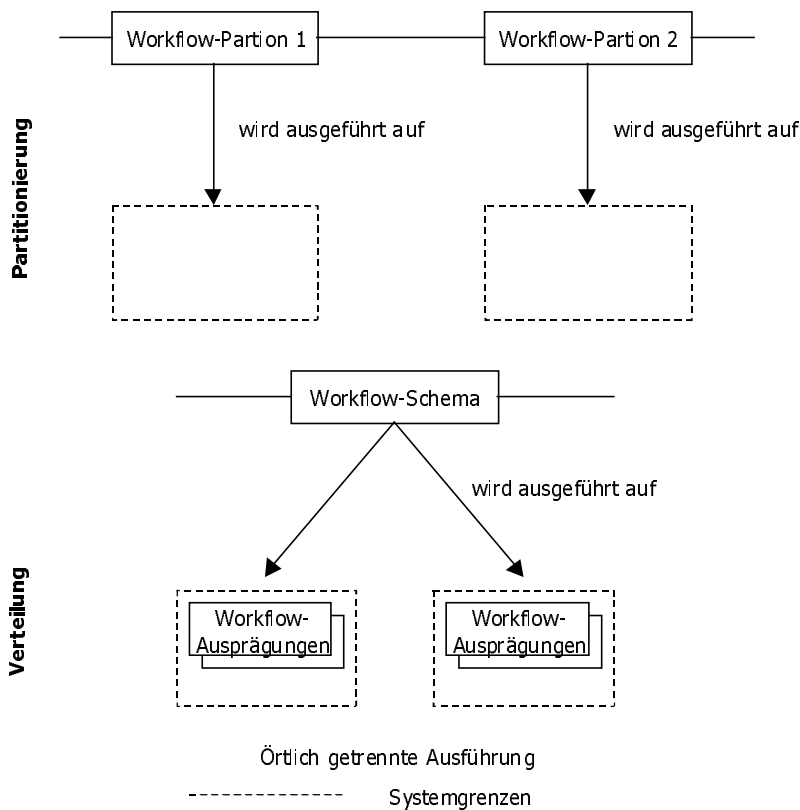 Workflow-Partion 1
Workflow-Partion 2
wird ausgeführt auf
wird ausgeführt auf
Partitionierung
Workflow-Schema
wird ausgeführt auf
Verteilung
Workflow-
Ausprägungen
Workflow-
Ausprägungen
Örtlich getrennte Ausführung
Systemgrenzen